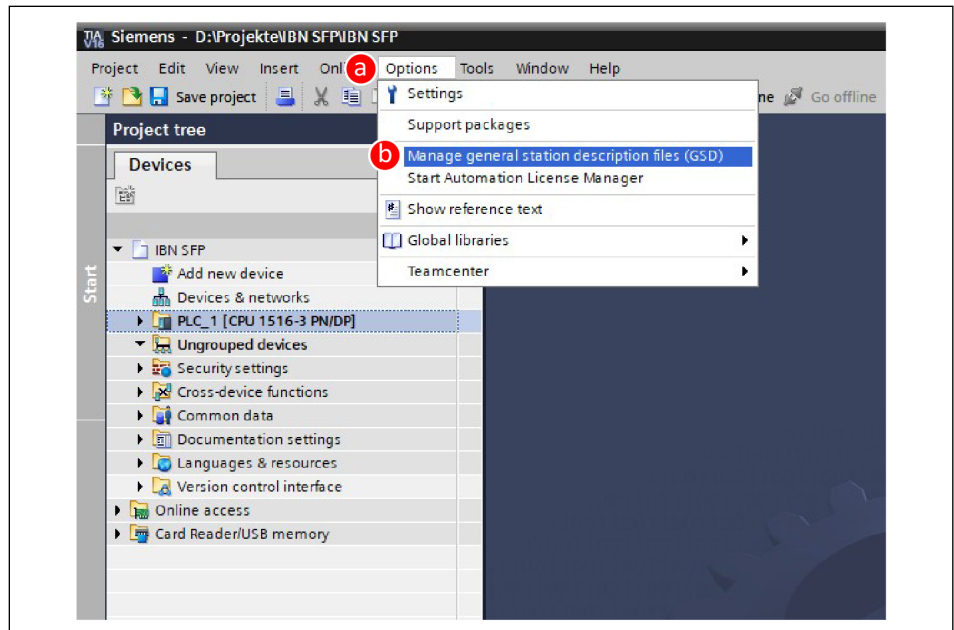 TIA V16 Siemens - D:\Projekte\IBN SFP\IBN SFP
Project Edit View Insert Onli a Options Tools Window Help
Save project
ne Go offline
Settings
Support packages
b Manage general station description files (GSD)
Start Automation License Manager
Show reference text
Global libraries
Teamcenter
Project tree
Devices
Start
IBN SFP
Add new device
Devices & networks
PLC_1 [CPU 1516-3 PN/DP]
Ungrouped devices
Security settings
Cross-device functions
Common data
Documentation settings
Languages & resources
Version control interface
Online access
Card Reader/USB memory